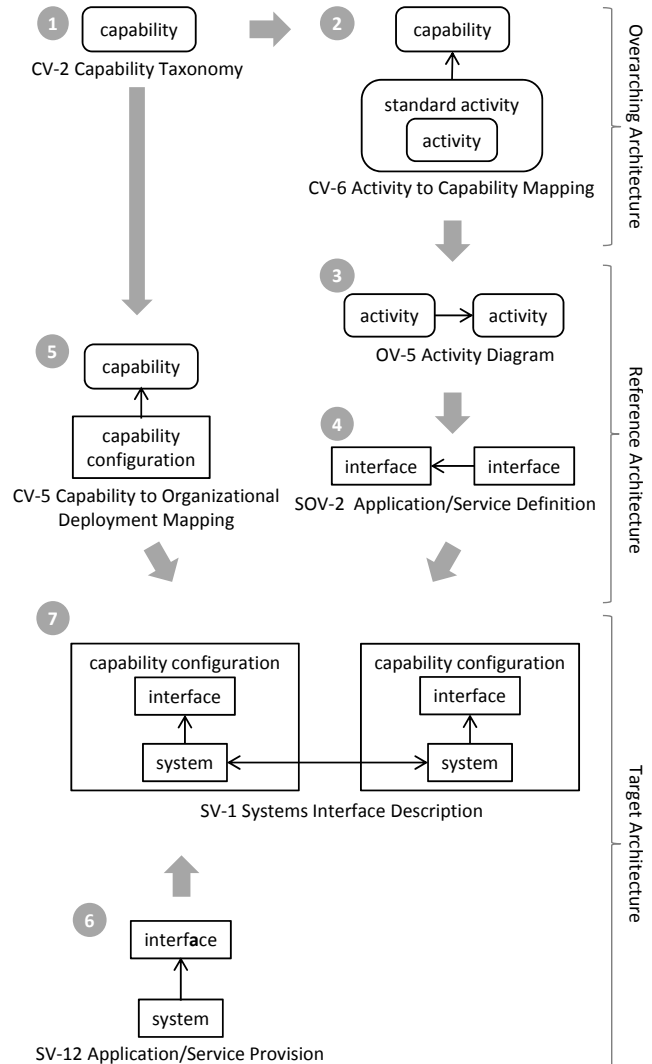 1
capability
CV-2 Capability Taxonomy
2
capability
standard activity
activity
CV-6 Activity to Capability Mapping
Overarching Architecture
3
activity
activity
OV-5 Activity Diagram
4
interface
interface
SOV-2 Application/Service Definition
5
capability
capability
configuration
CV-5 Capability to Organizational
Deployment Mapping
Reference Architecture
7
capability configuration
interface
system
capability configuration
interface
system
SV-1 Systems Interface Description
6
interface
system
SV-12 Application/Service Provision
Target Architecture